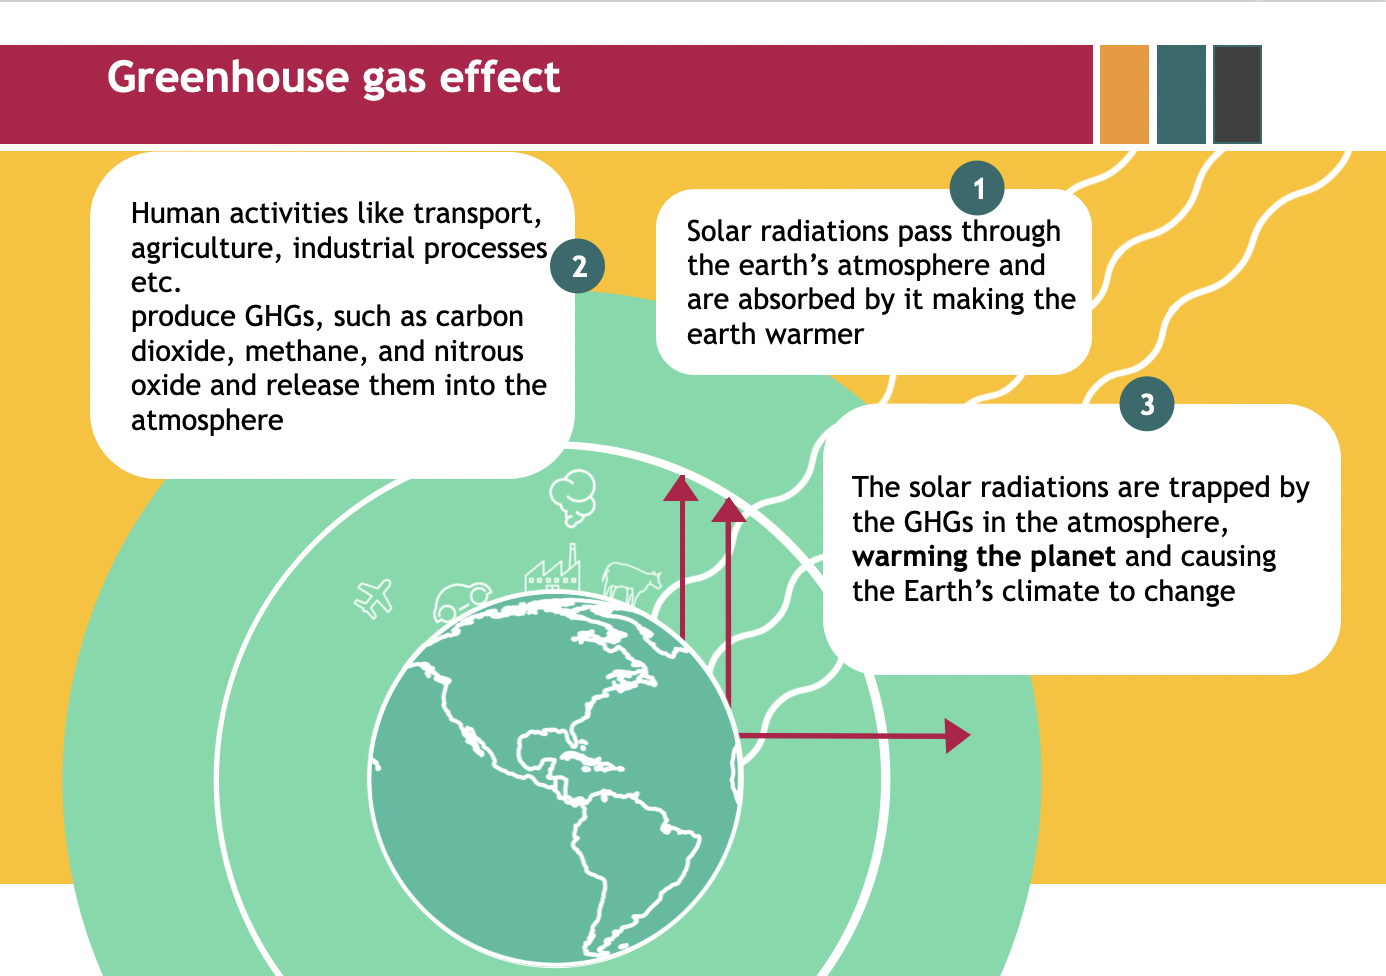 Greenhouse gas effect
1
Solar radiations pass through
the earth’s atmosphere and
are absorbed by it making the
earth warmer
2
Human activities like transport,
agriculture, industrial processes
etc.
produce GHGs, such as carbon
dioxide, methane, and nitrous
oxide and release them into the
atmosphere
3
The solar radiations are trapped by
the GHGs in the atmosphere,
warming the planet and causing
the Earth’s climate to change